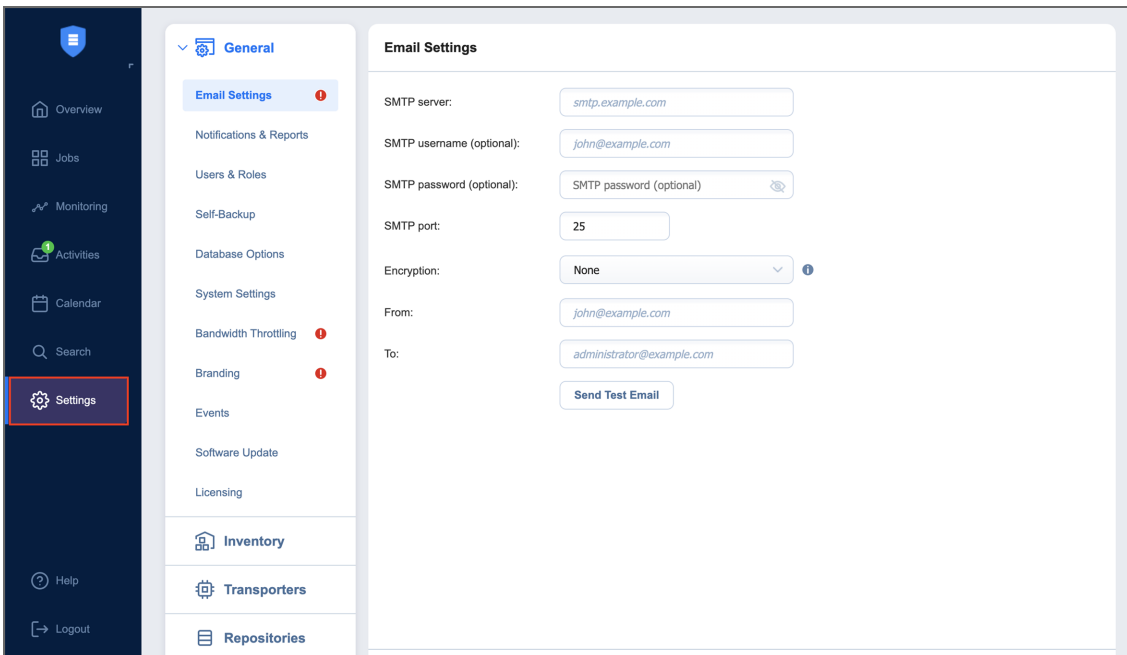 Overview
Jobs
Monitoring
1
Activities
Calendar
Search
Settings
Help
Logout
General
Email Settings
Notifications & Reports
Users & Roles
Self-Backup
Database Options
System Settings
Bandwidth Throttling
Branding
Events
Software Update
Licensing
Inventory
Transporters
Repositories
Email Settings
SMTP server: smtp.example.com
SMTP username (optional): john@example.com
SMTP password (optional): SMTP password (optional)
SMTP port: 25
Encryption: None
From: john@example.com
To: administrator@example.com
Send Test Email